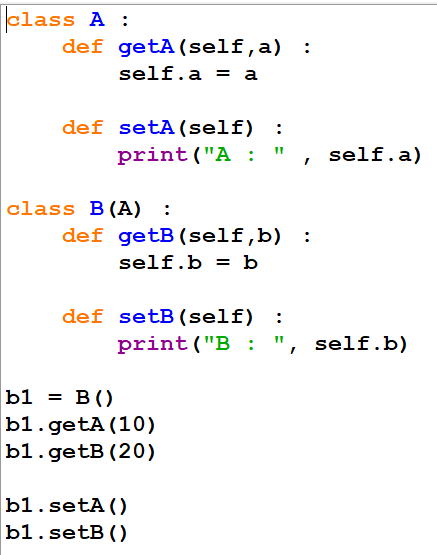 class A :
    def getA(self,a) :
        self.a = a

    def setA(self) :
        print("A : " , self.a)

class B(A) :
    def getB(self,b) :
        self.b = b

    def setB(self) :
        print("B : ", self.b)

b1 = B()
b1.getA(10)
b1.getB(20)

b1.setA()
b1.setB()